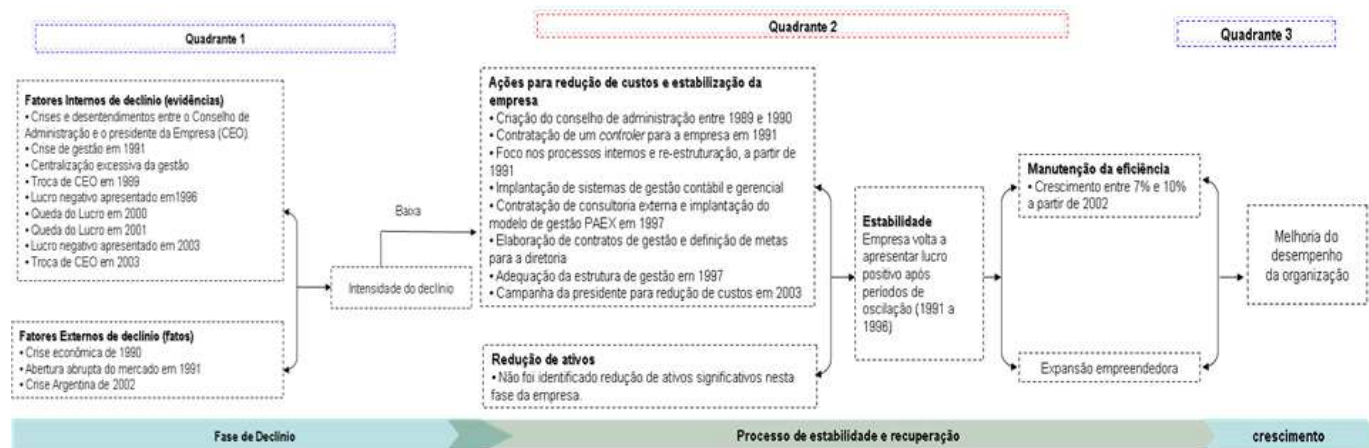 Quadrante 1
Quadrante 2
Quadrante 3
Fatores Internos de declínio (evidências)
• Crises e desentendimentos entre o Conselho de
Administração e o presidente da Empresa (CEO).
• Crise de gestão em 1991
• Centralização excessiva da gestão
• Troca de CEO em 1989
• Lucro negativo apresentado em1996
• Queda do Lucro em 2000
• Queda do Lucro em 2001
• Lucro negativo apresentado em 2003
• Troca de CEO em 2003
Fatores Externos de declínio (fatos)
• Crise econômica de 1990
• Abertura abrupta do mercado em 1991
• Crise Argentina de 2002
Baixa
Intensidade do declínio
Ações para redução de custos e estabilização da
empresa
• Criação do conselho de administração entre 1989 e 1990
• Contratação de um controler para a empresa em 1991
• Foco nos processos internos e re-estruturação, a partir de
1991
• Implantação de sistemas de gestão contábil e gerencial
• Contratação de consultoria externa e implantação do
modelo de gestão PAEX em 1997
• Elaboração de contratos de gestão e definição de metas
para a diretoria
• Adequação da estrutura de gestão em 1997
• Campanha da presidente para redução de custos em 2003
Redução de ativos
• Não foi identificado redução de ativos significativos nesta
fase da empresa.
Estabilidade
Empresa volta a
apresentar lucro
positivo após
períodos de
oscilação (1991 a
1996)
Manutenção da eficiência
• Crescimento entre 7% e 10%
a partir de 2002
Expansão empreendedora
Melhoria do
desempenho
da organização
Fase de Declínio
Processo de estabilidade e recuperação
crescimento